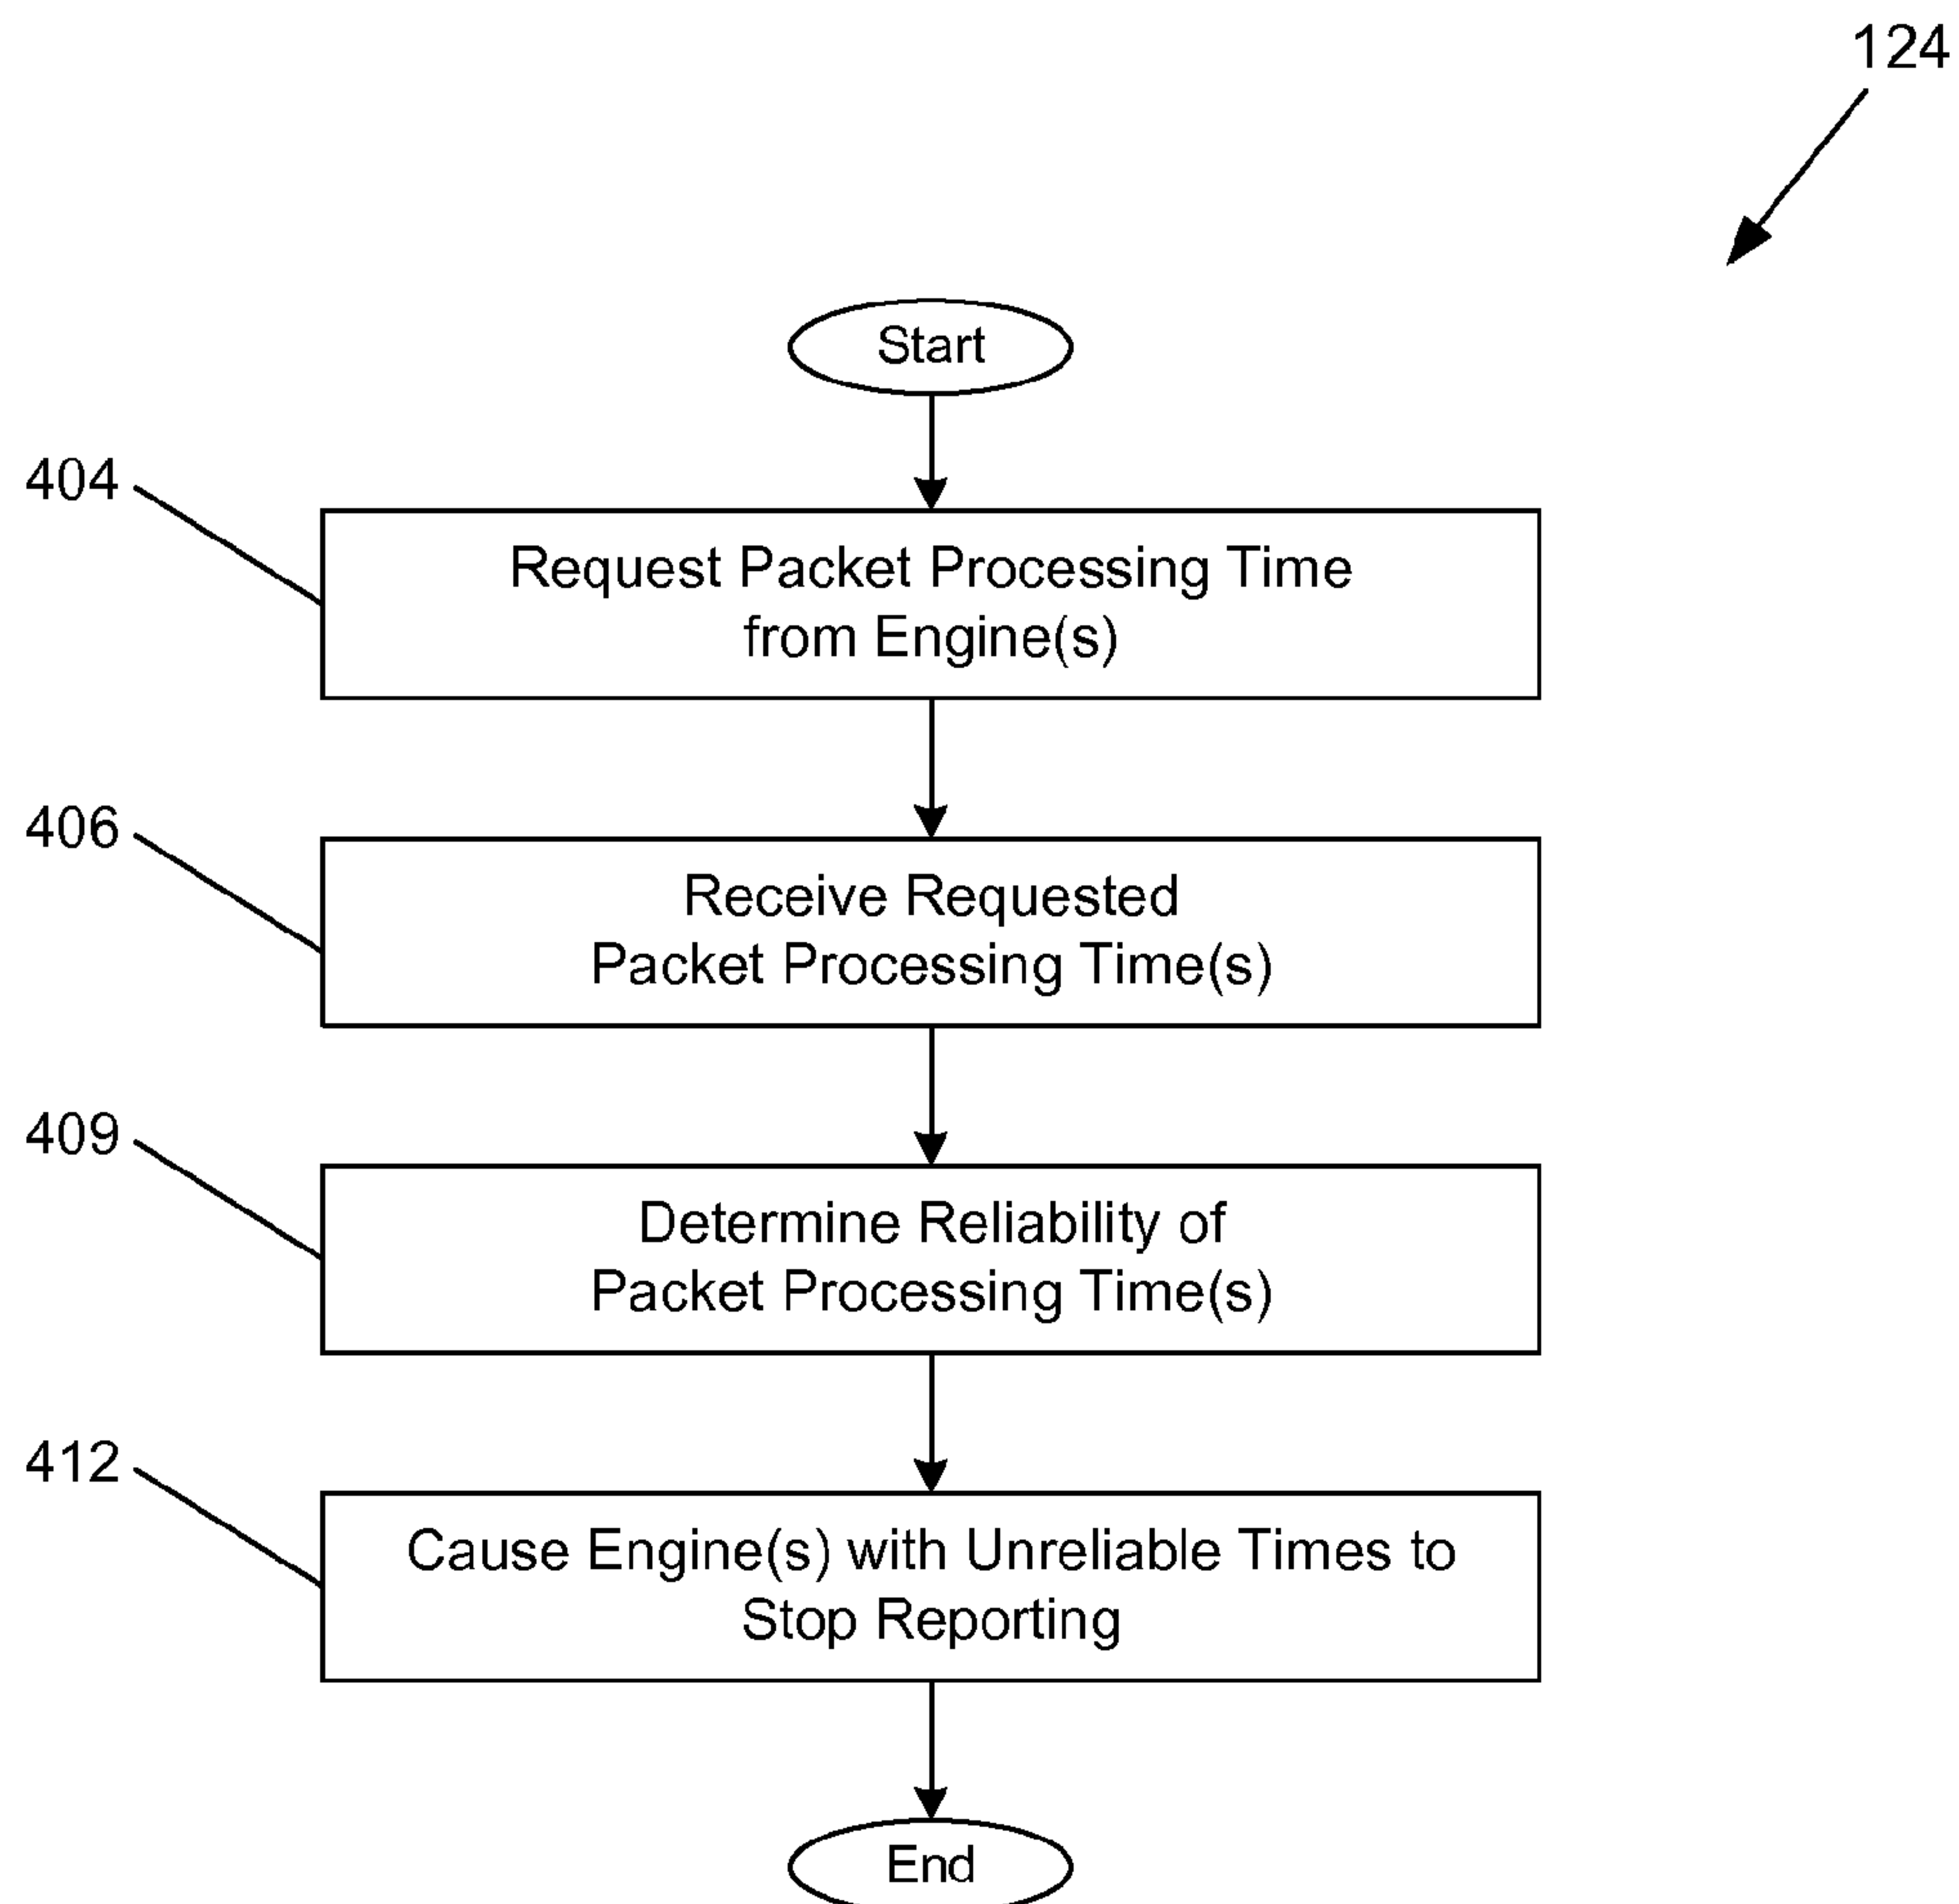 124
Start
404
Request Packet Processing Time
from Engine(s)
406
Receive Requested
Packet Processing Time(s)
409
Determine Reliability of
Packet Processing Time(s)
412
Cause Engine(s) with Unreliable Times to
Stop Reporting
End